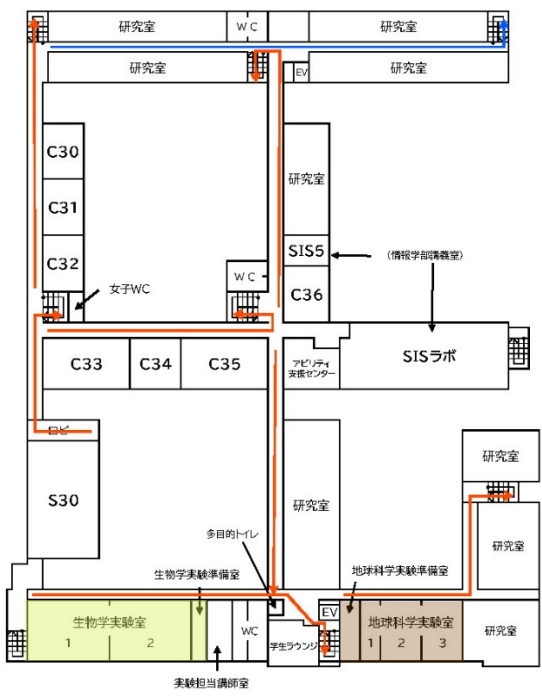 研究室
WC
研究室
研究室
EV
研究室
C30
C31
C32
研究室
SIS5
(情報学部講義室)
WC
C36
女子WC
C33
C34
C35
アビリティ
支援センター
SISラボ
ロビー
S30
研究室
研究室
研究室
多目的トイレ
生物学実験準備室
地球科学実験準備室
生物学実験室
1
2
WC
学生ラウンジ
EV
地球科学実験室
1
2
3
研究室
実験担当講師室